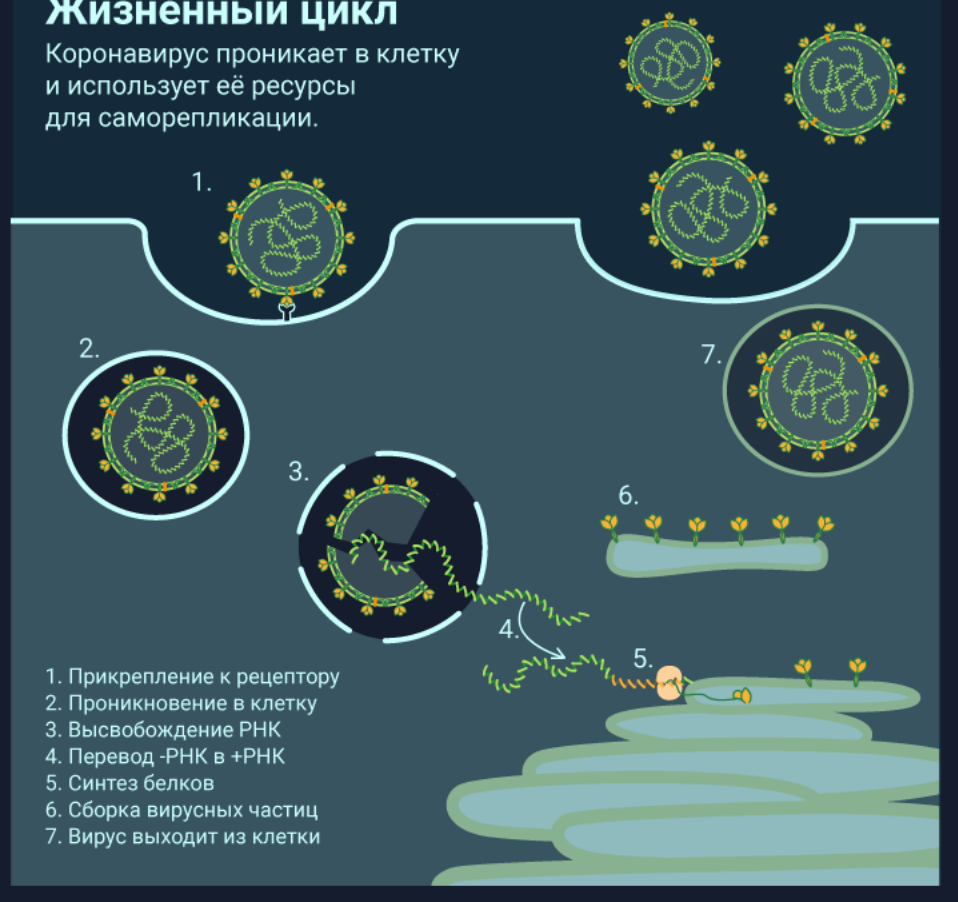 Жизненный цикл
Коронавирус проникает в клетку
и использует её ресурсы
для саморепликации.
1.
2.
7.
3.
6.
4.
5.
1. Прикрепление к рецептору
2. Проникновение в клетку
3. Высвобождение РНК
4. Перевод -РНК в +РНК
5. Синтез белков
6. Сборка вирусных частиц
7. Вирус выходит из клетки